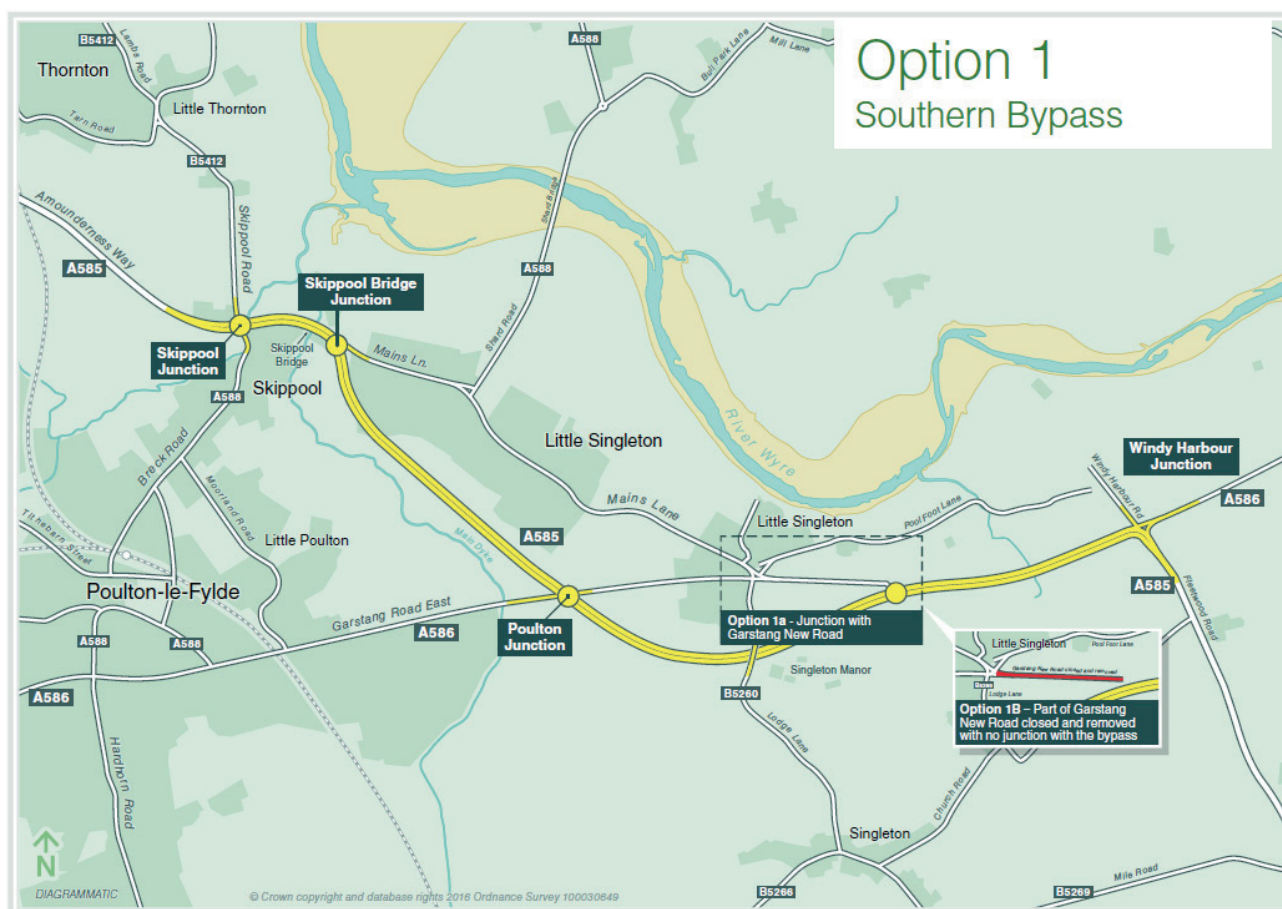 Option 1
Southern Bypass
B5412
Lambs Road
Thornton
Little Thornton
Tarn Road
B5412
A588
Bull Park Lane
Mill Lane
Amounderness Way
A585
Skippool Road
Skippool Bridge
Junction
Shard Bridge
A588
Shard Road
Skippool
Junction
Skippool
Bridge
Mains Ln.
Skippool
A588
Breck Road
Moorland Road
Little Singleton
River Wyre
Windy Harbour
Junction
Windy Harbour Rd
A586
Mains Lane
Little Singleton
Pool Foot Lane
Tithebarn Street
Little Poulton
Main Dyke
A585
A585
Fleetwood Road
Poulton-le-Fylde
Garstang Road East
A586
Poulton
Junction
Option 1a - Junction with
Garstang New Road
A588
A588
A586
Singleton Manor
B5260
Lodge Lane
Little Singleton
Pool Foot Lane
Garstang New Road closed and removed
B5260
Lodge Lane
Option 1B – Part of Garstang
New Road closed and removed
with no junction with the bypass
Hardhorn Road
Church Road
Singleton
B5266
B5269
Mile Road
N
DIAGRAMMATIC
© Crown copyright and database rights 2016 Ordnance Survey 100030649